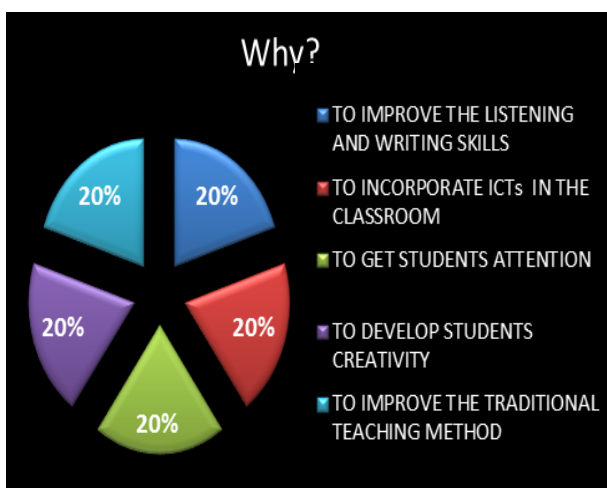 Why?
20%
20%
20%
20%
20%
TO IMPROVE THE LISTENING
AND WRITING SKILLS
TO INCORPORATE ICTs IN THE
CLASSROOM
TO GET STUDENTS ATTENTION
TO DEVELOP STUDENTS
CREATIVITY
TO IMPROVE THE TRADITIONAL
TEACHING METHOD